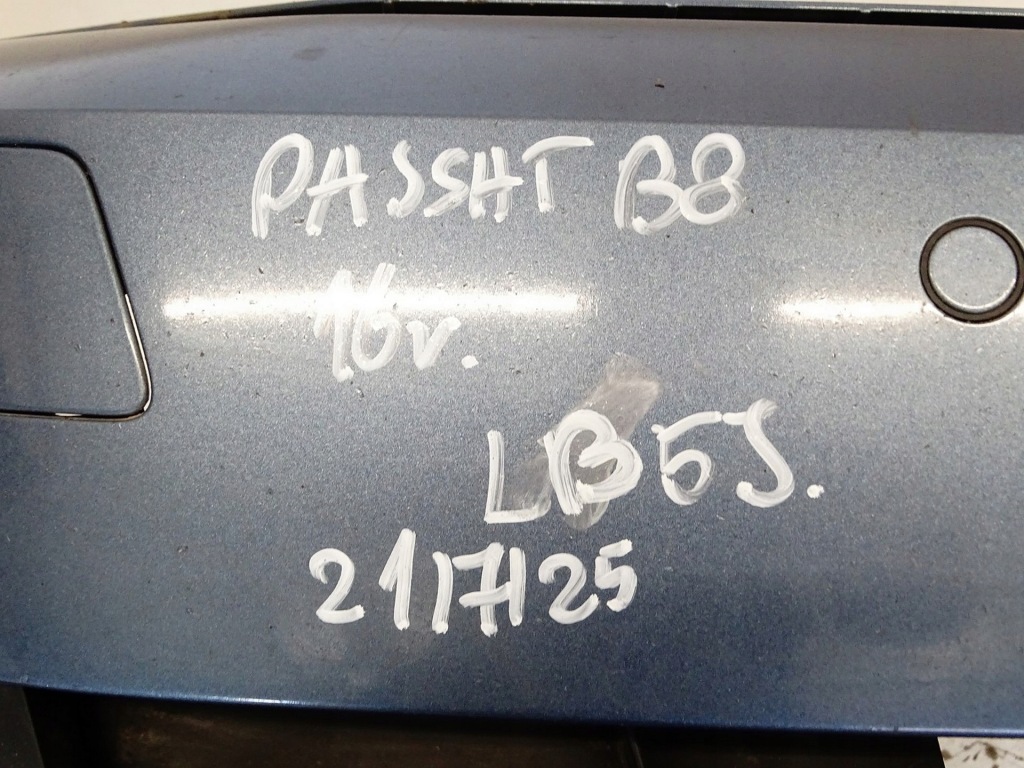 PASSAT B8
16v.
LB5J.
21/7/25